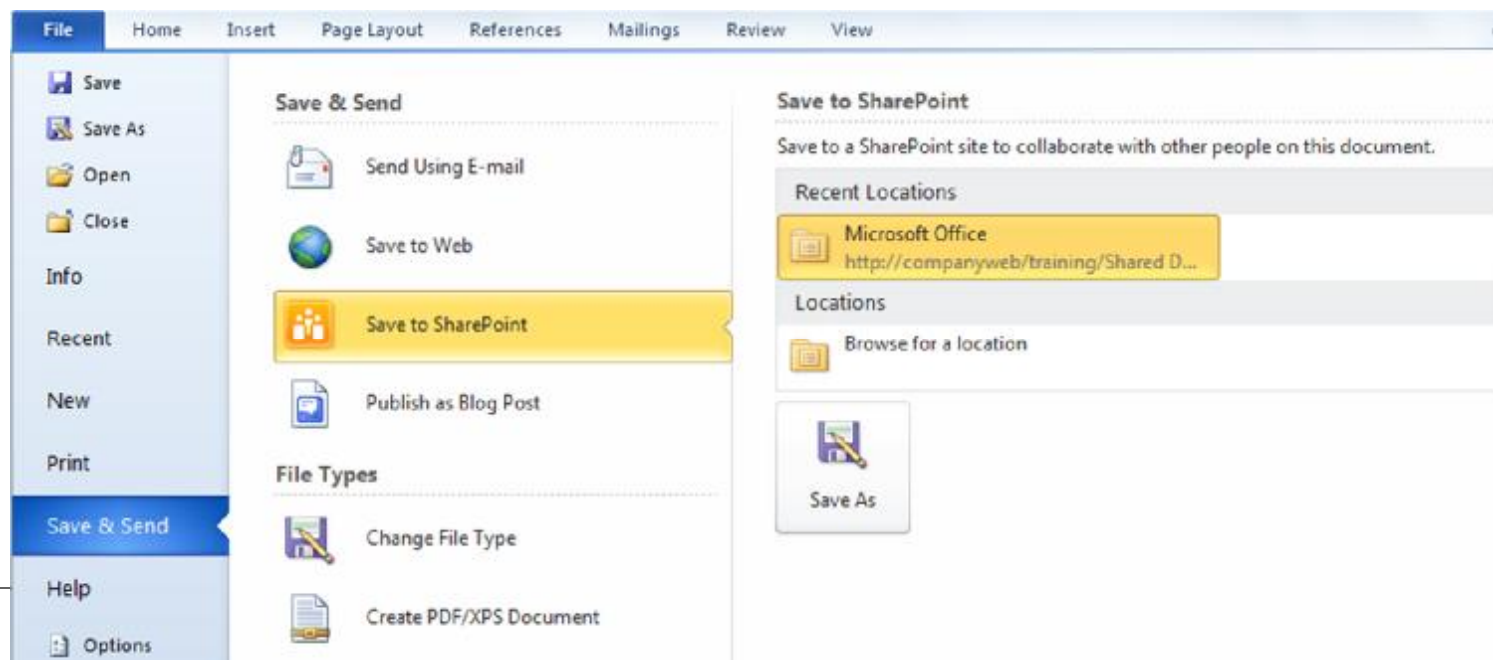 File Home Insert Page Layout References Mailings Review View
Save
Save As
Open
Close
Info
Recent
New
Print
Save & Send
Help
Options
Save & Send
Send Using E-mail
Save to Web
Save to SharePoint
Publish as Blog Post
File Types
Change File Type
Create PDF/XPS Document
Save to SharePoint
Save to a SharePoint site to collaborate with other people on this document.
Recent Locations
Microsoft Office
http://companyweb/training/Shared D...
Locations
Browse for a location
Save As